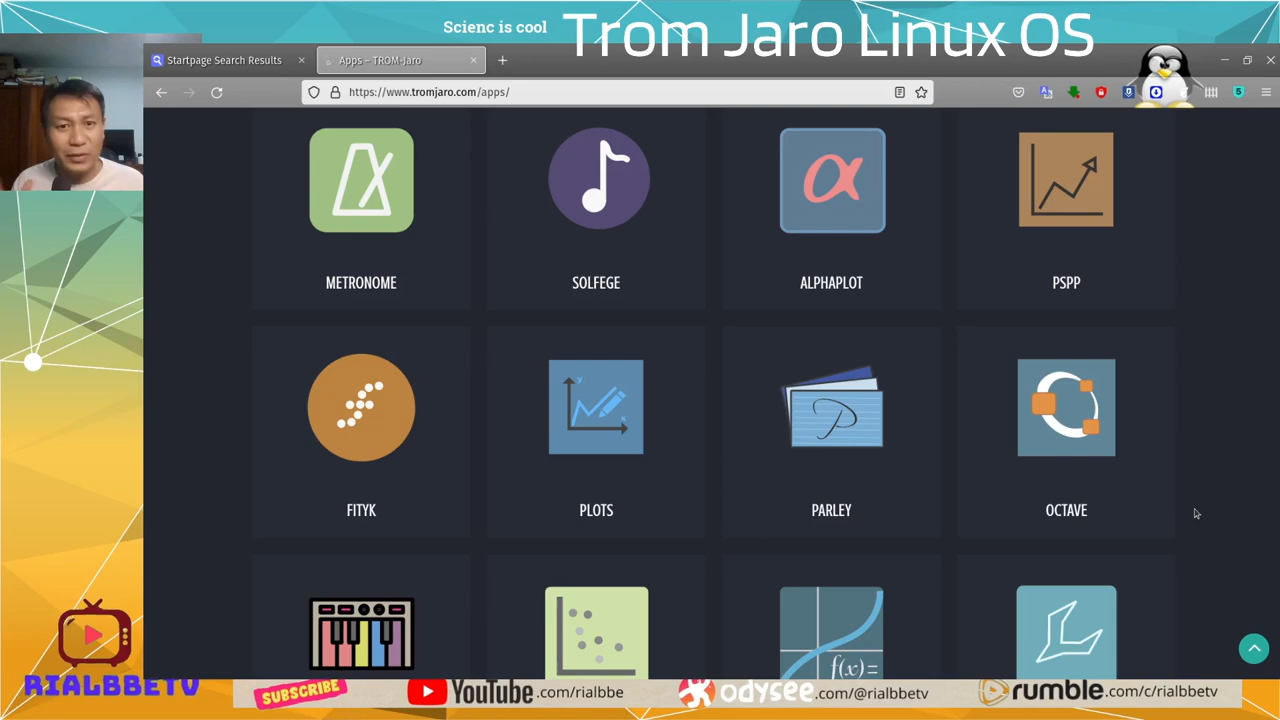 Scienc is cool
Trom Jaro Linux OS
Startpage Search Results
Apps – TROM-Jaro
https://www.tromjaro.com/apps/
5
METRONOME
SOLFEGE
α
ALPHAPLOT
PSPP
FITYK
y
x
PLOTS
P
PARLEY
OCTAVE
f(x)=
RIALBBETV
SUBSCRIBE
YouTube.com/rialbbe
odysee.com/@rialbbetv
rumble.com/c/rialbbetv